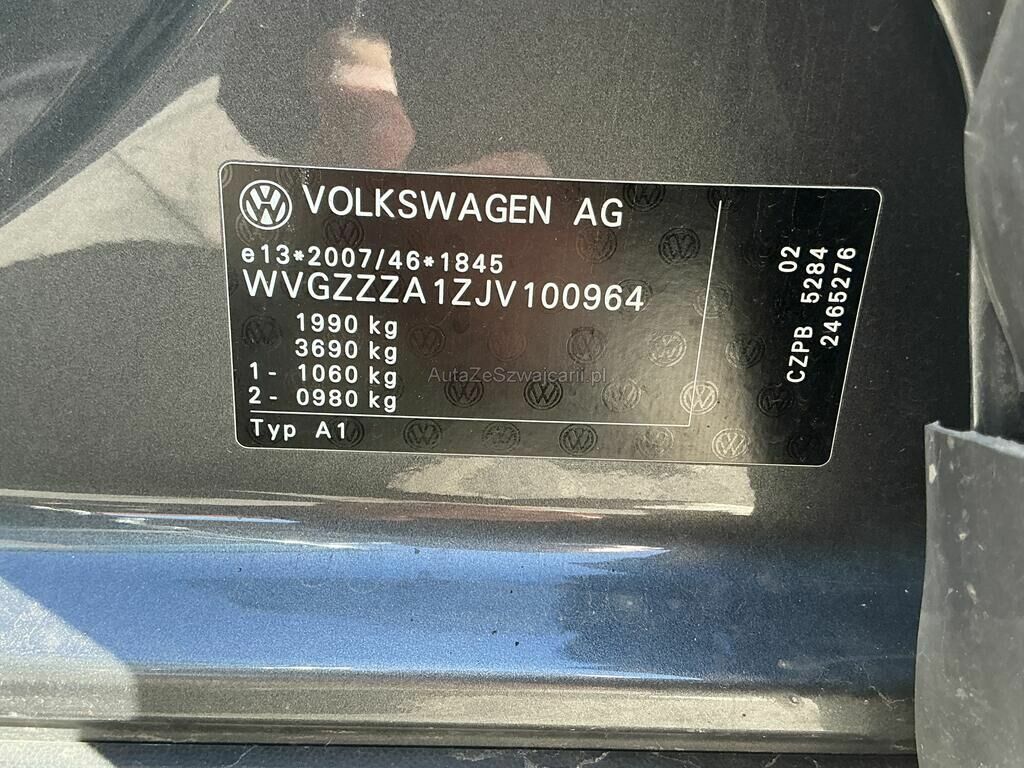 VOLKSWAGEN AG
e13*2007/46*1845
WVGZZZA1ZJV100964
1990 kg
3690 kg
1- 1060 kg
2- 0980 kg
Typ A1
02
CZPB 5284
2465276
AutaZeSzwajcarii.pl